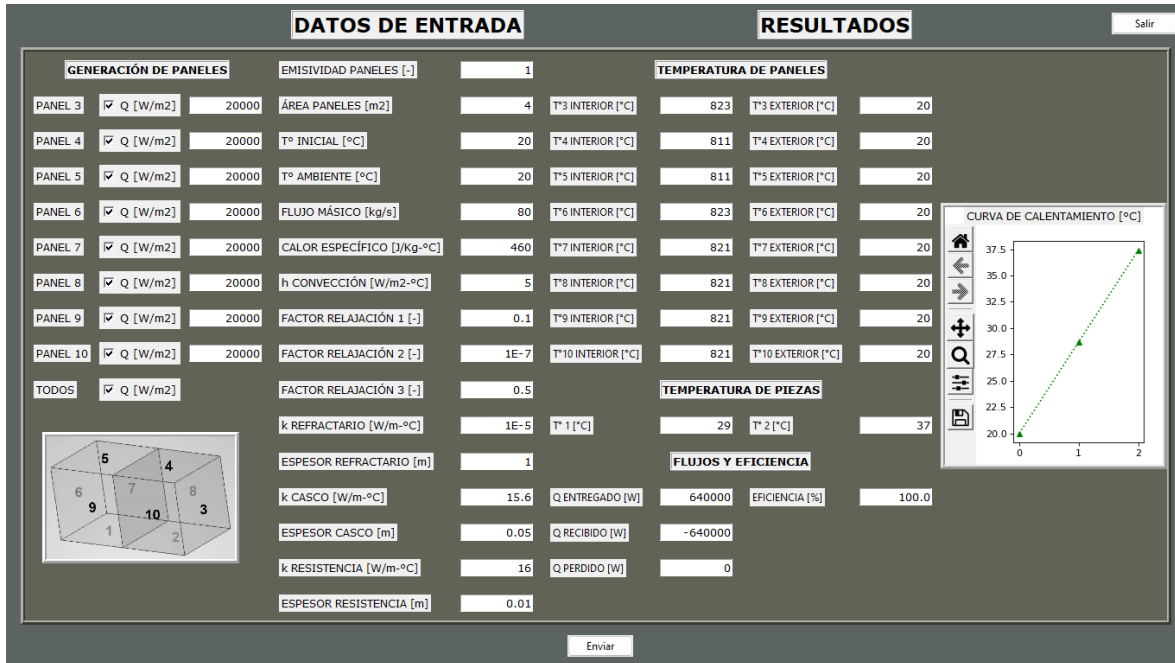 DATOS DE ENTRADA RESULTADOS Salir
GENERACIÓN DE PANELES EMISIVIDAD PANELES [-] 1 TEMPERATURA DE PANELES
PANEL 3 Q [W/m2] 20000 ÁREA PANELES [m2] 4 T°3 INTERIOR [°C] 823 T°3 EXTERIOR [°C] 20
PANEL 4 Q [W/m2] 20000 Tº INICIAL [ºC] 20 T°4 INTERIOR [°C] 811 T°4 EXTERIOR [°C] 20
PANEL 5 Q [W/m2] 20000 Tº AMBIENTE [ºC] 20 T°5 INTERIOR [°C] 811 T°5 EXTERIOR [°C] 20
PANEL 6 Q [W/m2] 20000 FLUJO MÁSICO [kg/s] 80 T°6 INTERIOR [°C] 823 T°6 EXTERIOR [°C] 20
PANEL 7 Q [W/m2] 20000 CALOR ESPECÍFICO [J/Kg-ºC] 460 T°7 INTERIOR [°C] 821 T°7 EXTERIOR [°C] 20
PANEL 8 Q [W/m2] 20000 h CONVECCIÓN [W/m2-ºC] 5 T°8 INTERIOR [°C] 821 T°8 EXTERIOR [°C] 20
PANEL 9 Q [W/m2] 20000 FACTOR RELAJACIÓN 1 [-] 0.1 T°9 INTERIOR [°C] 821 T°9 EXTERIOR [°C] 20
PANEL 10 Q [W/m2] 20000 FACTOR RELAJACIÓN 2 [-] 1E-7 T°10 INTERIOR [°C] 821 T°10 EXTERIOR [°C] 20
TODOS Q [W/m2] FACTOR RELAJACIÓN 3 [-] 0.5 TEMPERATURA DE PIEZAS
k REFRACTARIO [W/m-ºC] 1E-5 T° 1 [°C] 29 T° 2 [°C] 37
ESPESOR REFRACTARIO [m] 1 FLUJOS Y EFICIENCIA
k CASCO [W/m-ºC] 15.6 Q ENTREGADO [W] 640000 EFICIENCIA [%] 100.0
ESPESOR CASCO [m] 0.05 Q RECIBIDO [W] -640000
k RESISTENCIA [W/m-ºC] 16 Q PERDIDO [W] 0
ESPESOR RESISTENCIA [m] 0.01
5 4
6 7 8
9 10 3
1 2
CURVA DE CALENTAMIENTO [ºC]
37.5
35.0
32.5
30.0
27.5
25.0
22.5
20.0
0 1 2
Enviar